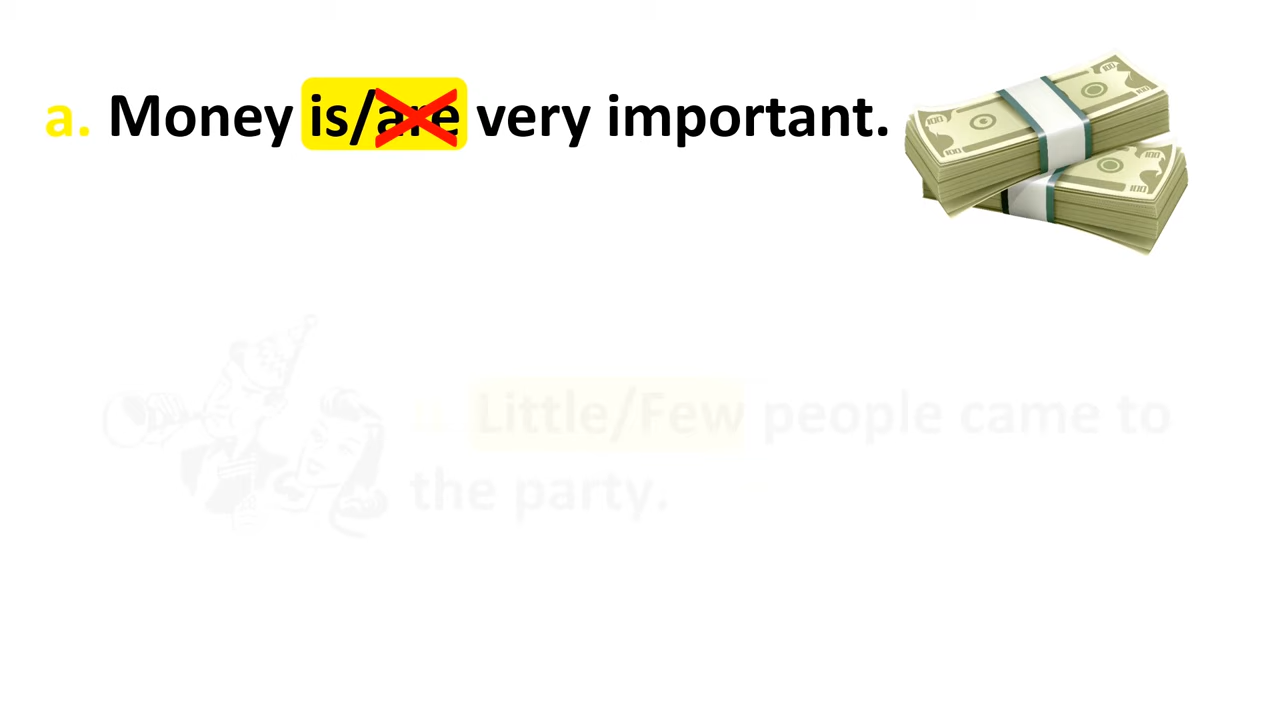 a. Money is/are very important.
Little/Few people came to
the party.